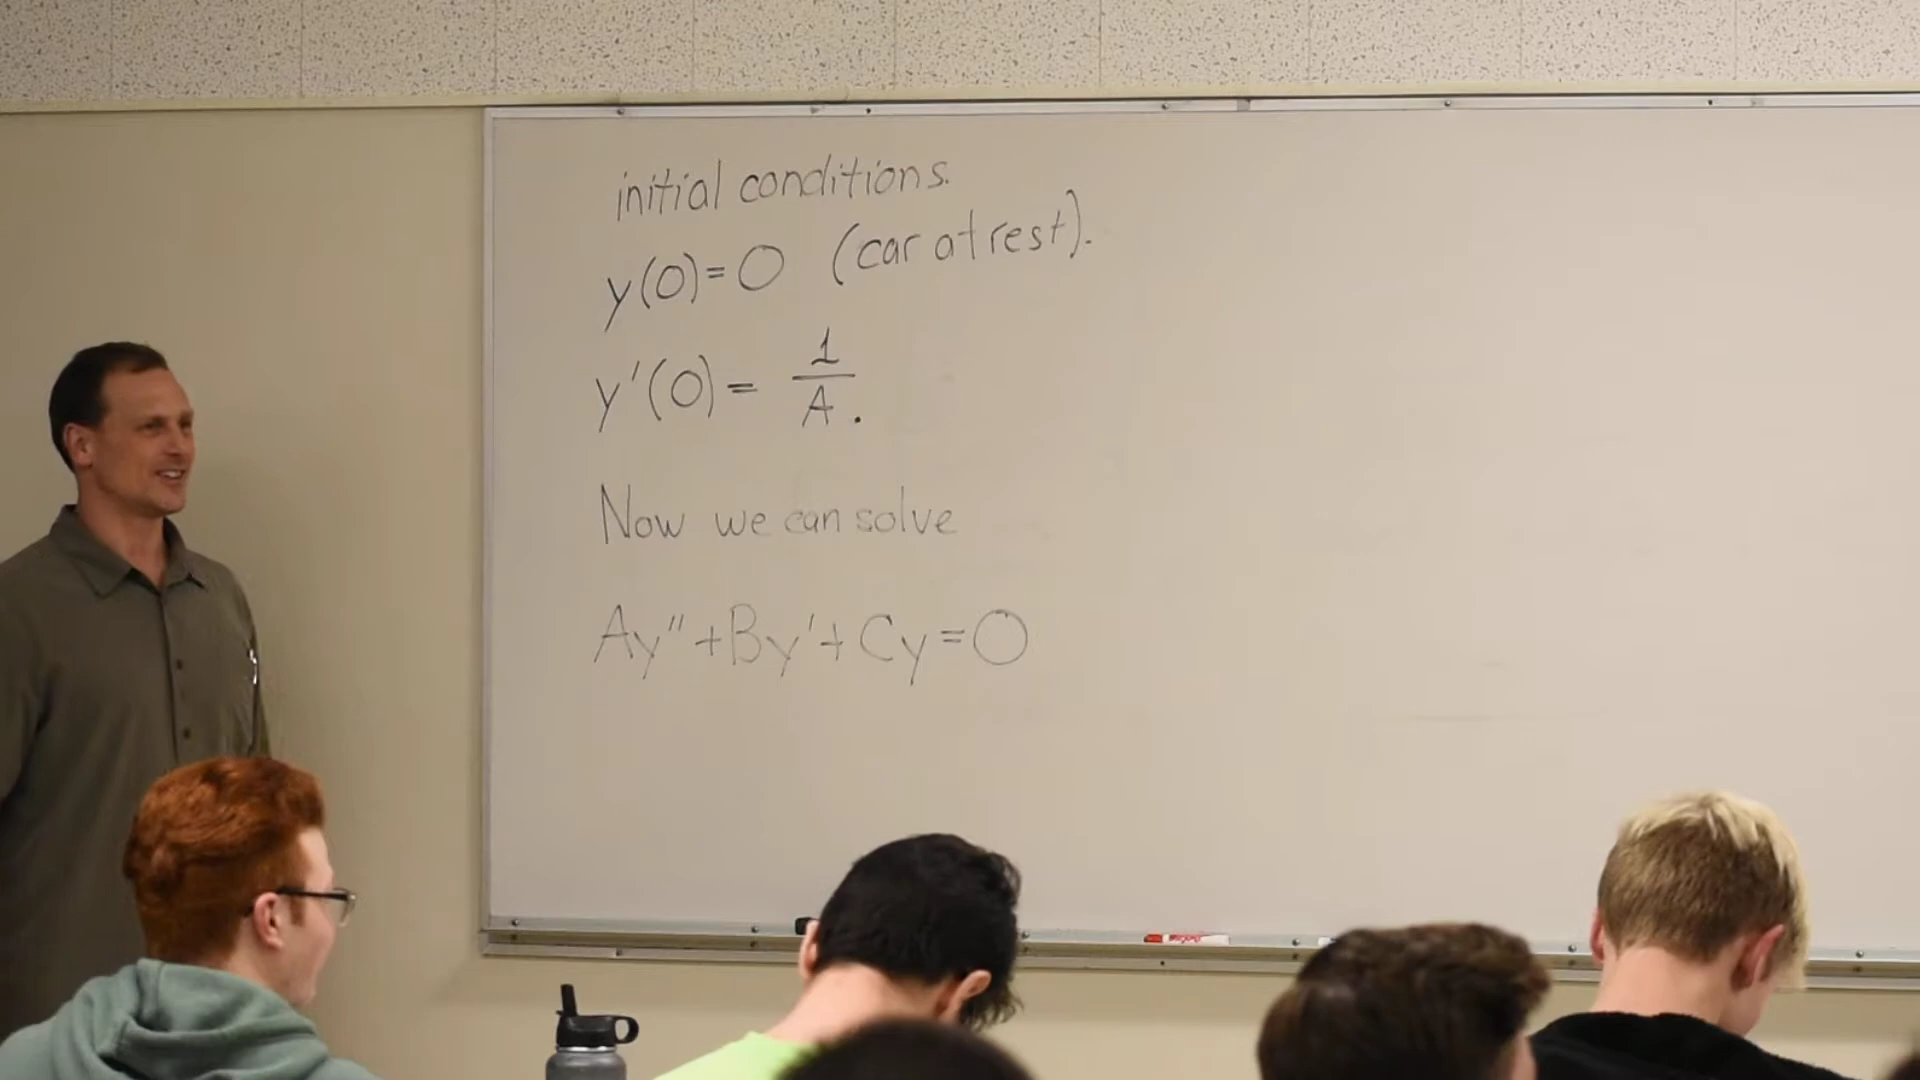 initial conditions.
y(0)=0 (car at rest).
y'(0) = 1/A.
Now we can solve
Ay"+By'+Cy=0